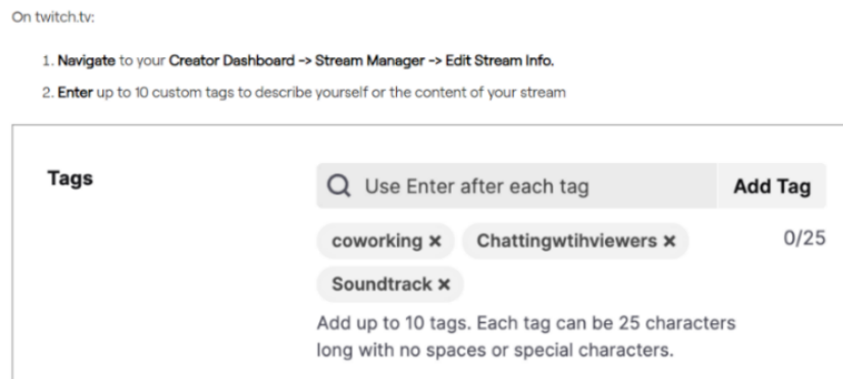 On twitch.tv:
1. Navigate to your Creator Dashboard -> Stream Manager -> Edit Stream Info.
2. Enter up to 10 custom tags to describe yourself or the content of your stream
Tags
Use Enter after each tag
Add Tag
coworking ×
Chattingwtihviewers ×
0/25
Soundtrack ×
Add up to 10 tags. Each tag can be 25 characters
long with no spaces or special characters.